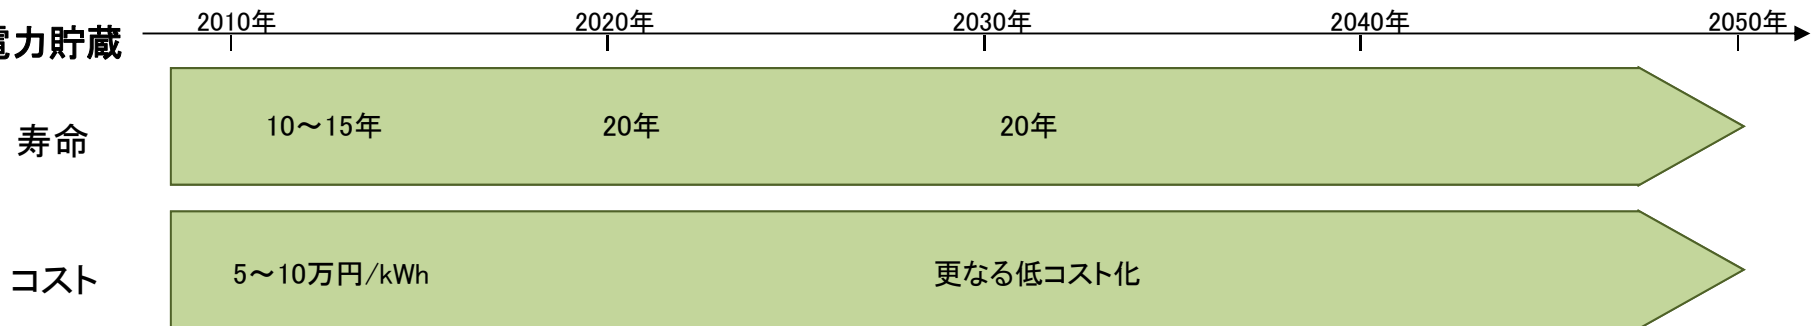 2010年 2020年 2030年 2040年 2050年
電力貯蔵
寿命 10～15年 20年 20年
コスト 5～10万円/kWh 更なる低コスト化